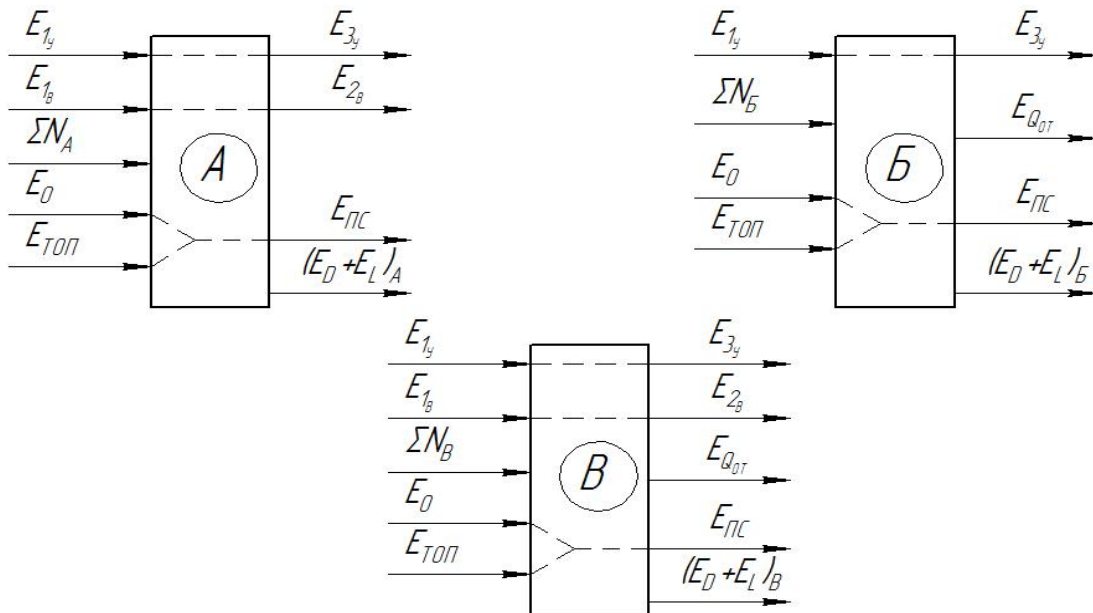 E1у
E3у
E1в
E2в
ΣNА
E0
EТОП
А
EПС
(ED+EL)А
E1у
E3у
ΣNБ
EQот
E0
EТОП
Б
EПС
(ED+EL)Б
E1у
E3у
E1в
E2в
ΣNВ
EQот
E0
EТОП
В
EПС
(ED+EL)В